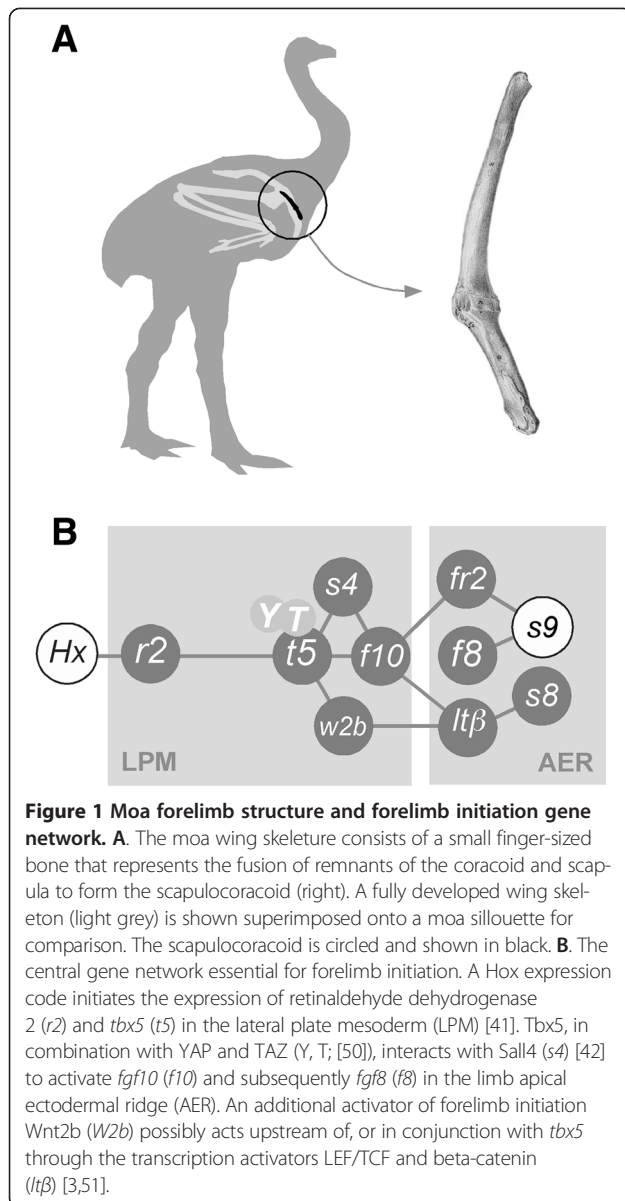 A
B
Hx
r2
Y
T
t5
s4
f10
w2b
fr2
f8
s9
ltβ
s8
LPM
AER
Figure 1 Moa forelimb structure and forelimb initiation gene
network. A. The moa wing skeleture consists of a small finger-sized
bone that represents the fusion of remnants of the coracoid and scap-
ula to form the scapulocoracoid (right). A fully developed wing skel-
eton (light grey) is shown superimposed onto a moa sillouette for
comparison. The scapulocoracoid is circled and shown in black. B. The
central gene network essential for forelimb initiation. A Hox expression
code initiates the expression of retinaldehyde dehydrogenase
2 (r2) and tbx5 (t5) in the lateral plate mesoderm (LPM) [41]. Tbx5, in
combination with YAP and TAZ (Y, T; [50]), interacts with Sall4 (s4) [42]
to activate fgf10 (f10) and subsequently fgf8 (f8) in the limb apical
ectodermal ridge (AER). An additional activator of forelimb initiation
Wnt2b (W2b) possibly acts upstream of, or in conjunction with tbx5
through the transcription activators LEF/TCF and beta-catenin
(ltβ) [3,51].